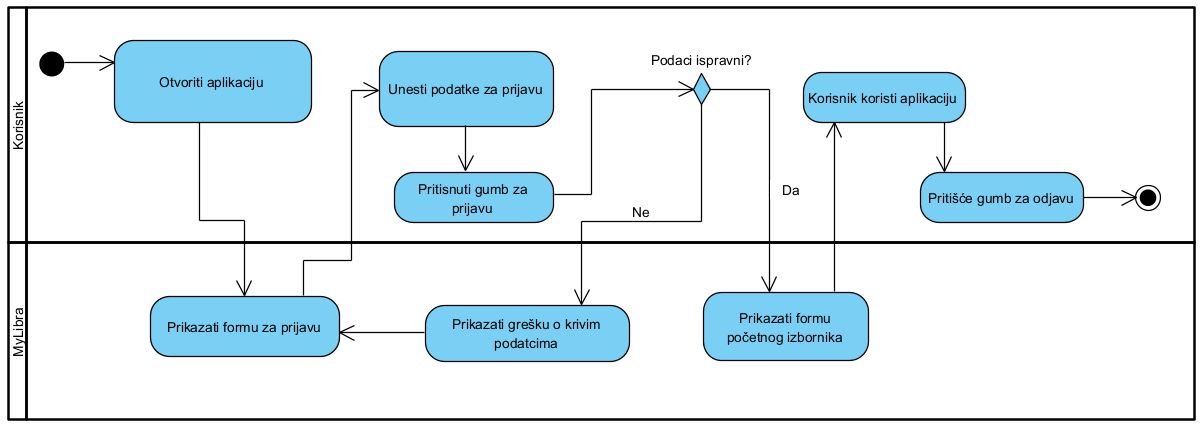 Korisnik
Otvoriti aplikaciju
Unesti podatke za prijavu
Pritisnuti gumb za
prijavu
Podaci ispravni?
Ne
Da
Korisnik koristi aplikaciju
Pritišće gumb za odjavu
MyLibra
Prikazati formu za prijavu
Prikazati grešku o krivim
podatcima
Prikazati formu
početnog izbornika